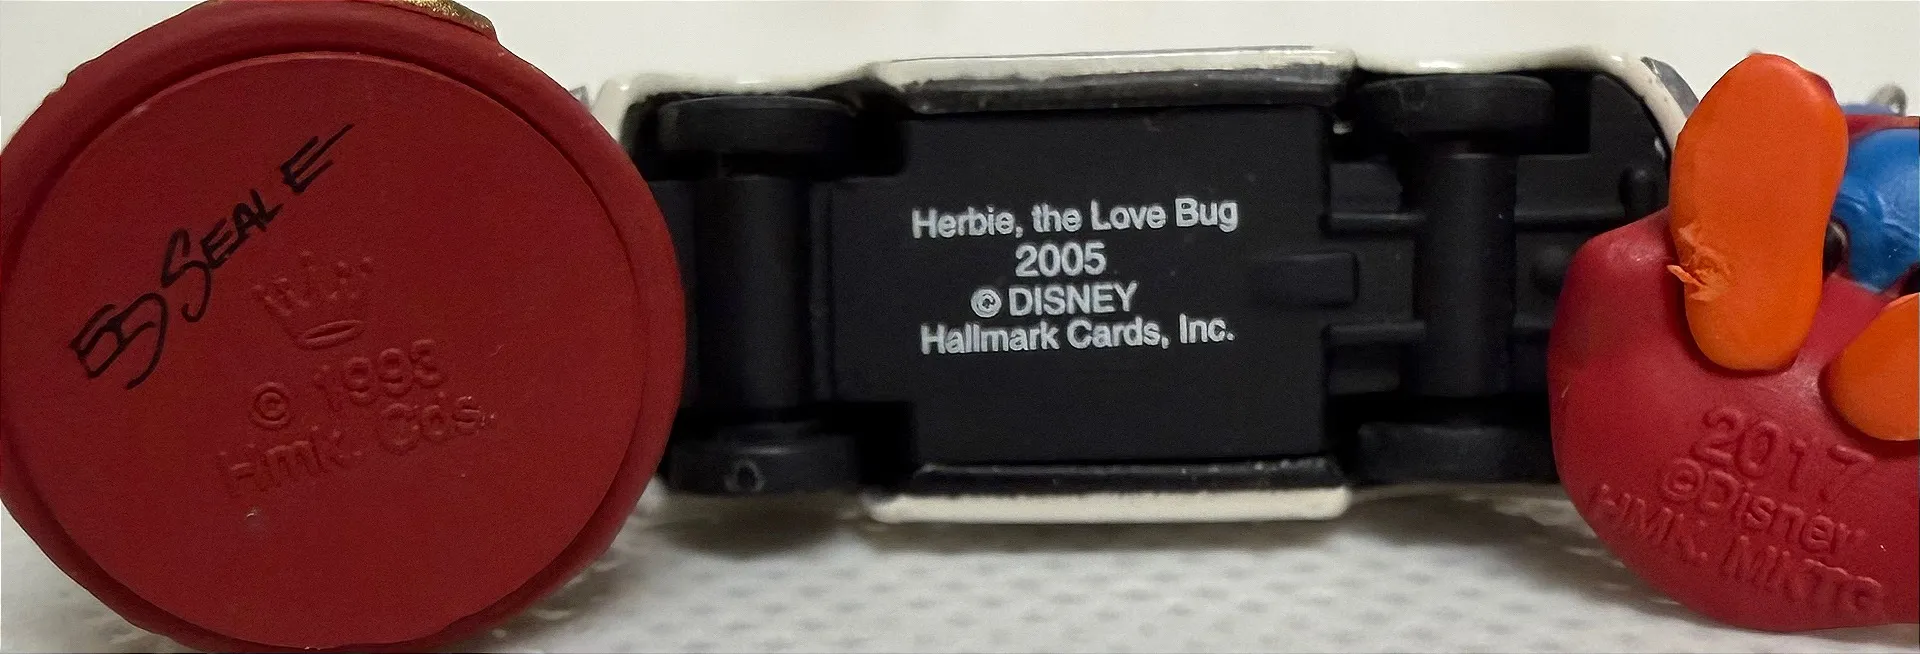 ED SEALE
© 1993
HMK. Cds.
Herbie, the Love Bug
2005
© DISNEY
Hallmark Cards, Inc.
2017
©Disney
HMK. MKTG